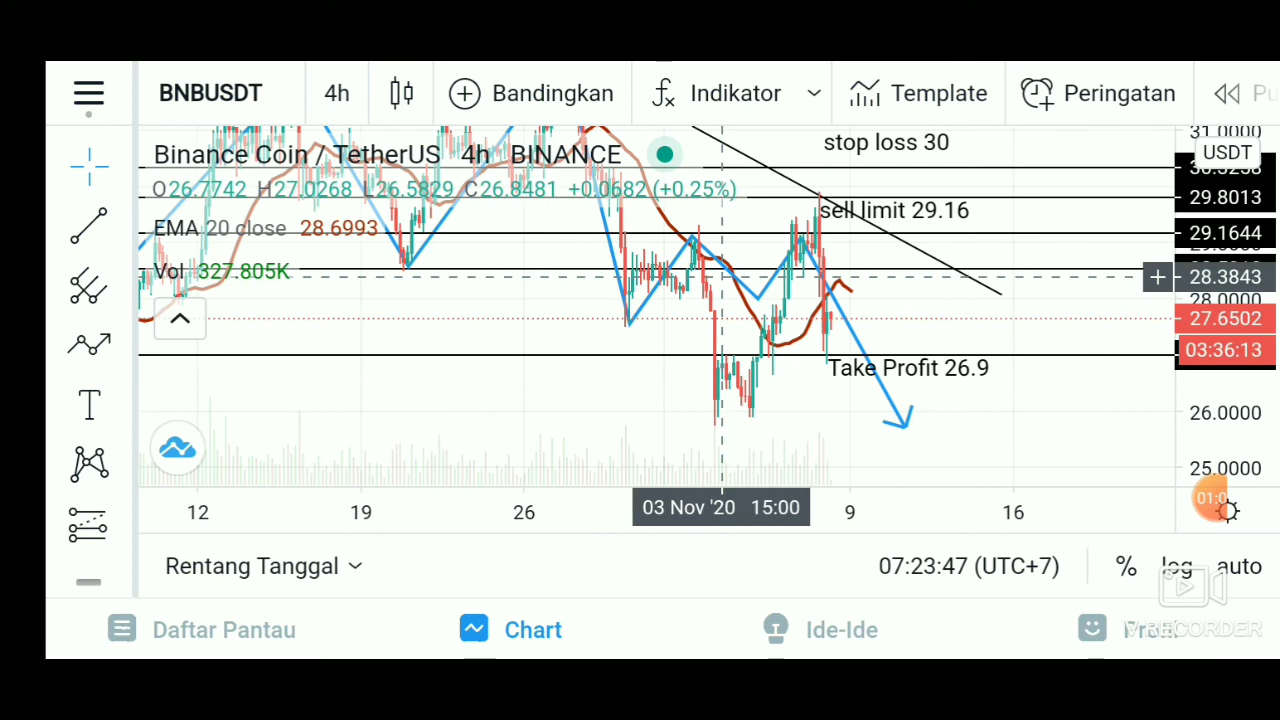 BNBUSDT 4h Bandingkan Indikator Template Peringatan
31.0000
stop loss 30
USDT
Binance Coin / TetherUS 4h BINANCE
O26.7742 H27.0268 L26.5829 C26.8481 +0.0682 (+0.25%)
29.8013
sell limit 29.16
EMA 20 close 28.6993
29.1644
Vol 327.805K
28.3843
28.0000
27.6502
03:36:13
Take Profit 26.9
26.0000
25.0000
01:0
12 19 26 03 Nov '20 15:00 9 16
Rentang Tanggal 07:23:47 (UTC+7) % log auto
Daftar Pantau Chart Ide-Ide
V RECORDER